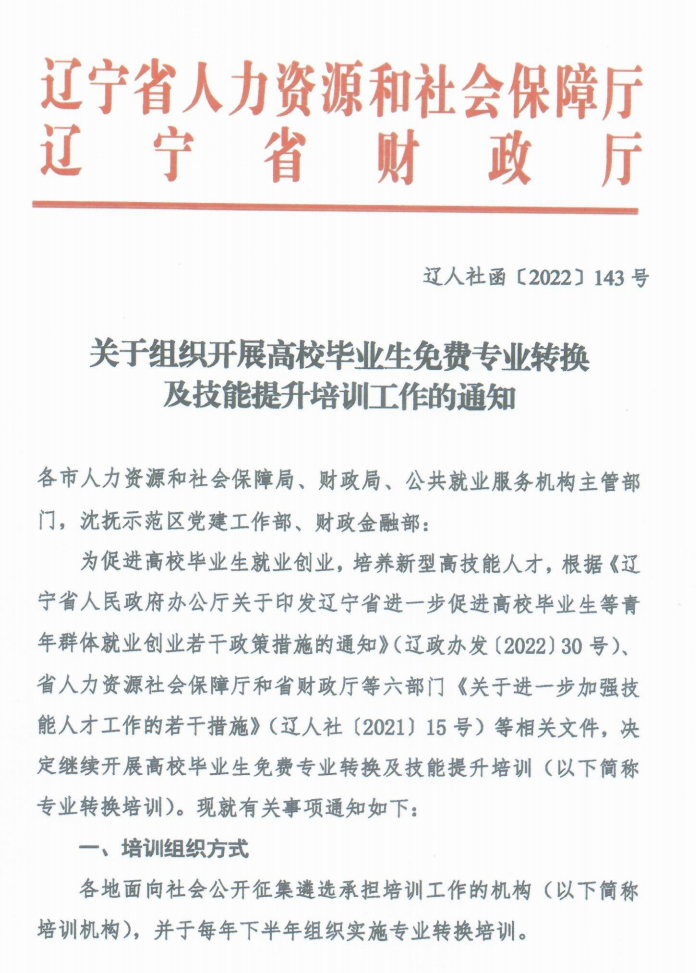 辽宁省人力资源和社会保障厅
辽宁省财政厅
辽人社函〔2022〕143号
关于组织开展高校毕业生免费专业转换
及技能提升培训工作的通知
各市人力资源和社会保障局、财政局、公共就业服务机构主管部
门，沈抚示范区党建工作部、财政金融部：
为促进高校毕业生就业创业，培养新型高技能人才，根据《辽
宁省人民政府办公厅关于印发辽宁省进一步促进高校毕业生等青
年群体就业创业若干政策措施的通知》（辽政办发〔2022〕30号）、
省人力资源社会保障厅和省财政厅等六部门《关于进一步加强技
能人才工作的若干措施》（辽人社〔2021〕15号）等相关文件，决
定继续开展高校毕业生免费专业转换及技能提升培训（以下简称
专业转换培训）。现就有关事项通知如下：
一、培训组织方式
各地面向社会公开征集遴选承担培训工作的机构（以下简称
培训机构），并于每年下半年组织实施专业转换培训。